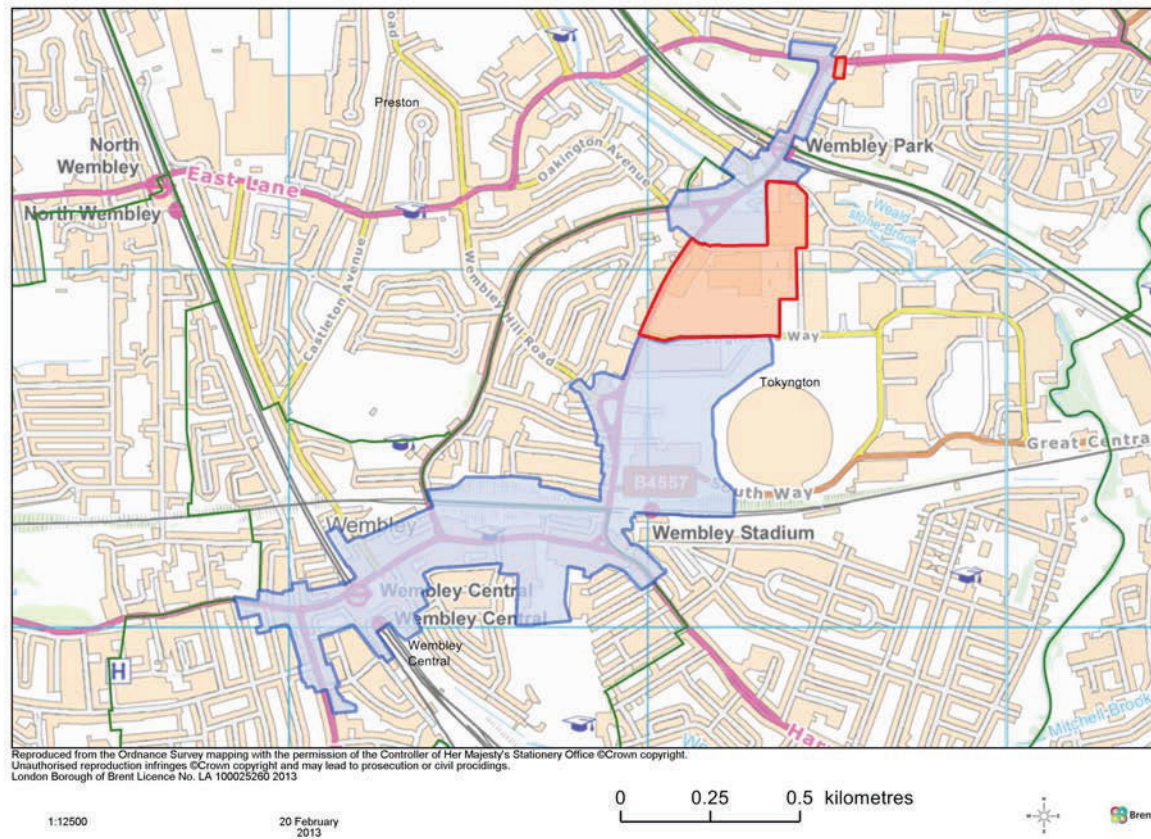 Preston
Road
North
Wembley
East Lane
North Wembley
Oakington Avenue
Wembley Park
Weald
stone Brook
Castleton Avenue
Wembley Hill Road
Way
Tokyngton
Great Central
B4557
South Way
Wembley
Wembley Stadium
Wembley Central
Wembley Central
Wembley
Central
H
Mitchell Brook
Har
Reproduced from the Ordnance Survey mapping with the permission of the Controller of Her Majesty's Stationery Office ©Crown copyright.
Unauthorised reproduction infringes ©Crown copyright and may lead to prosecution or civil procidings.
London Borough of Brent Licence No. LA 100025260 2013
1:12500
20 February
2013
0 0.25 0.5 kilometres
Bren